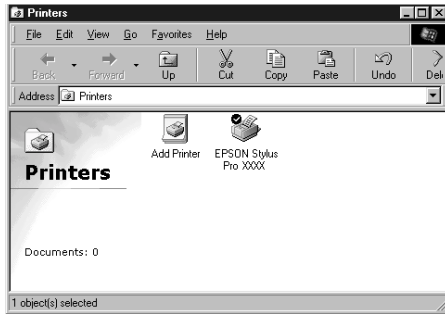 Printers
File Edit View Go Favorites Help
Back Forward Up Cut Copy Paste Undo Del
Address Printers
Add Printer EPSON Stylus Pro XXXX
Printers
Documents: 0
1 object(s) selected